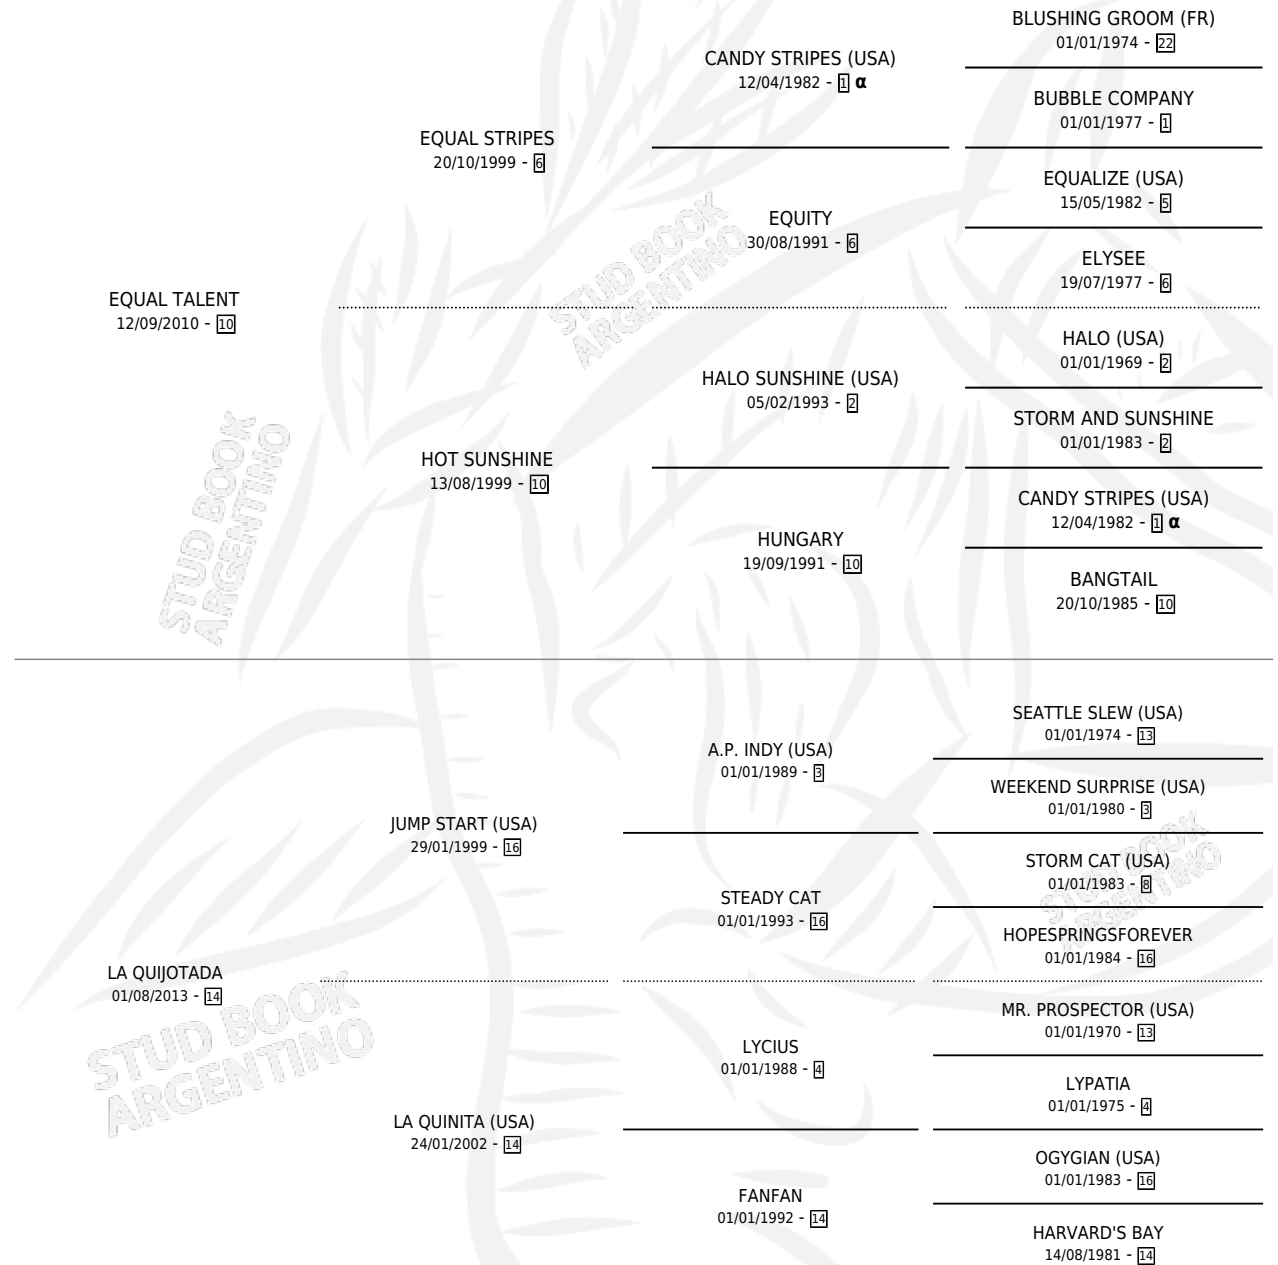 BLUSHING GROOM (FR)
01/01/1974 - 22
CANDY STRIPES (USA)
12/04/1982 - 1 α
BUBBLE COMPANY
01/01/1977 - 1
EQUAL STRIPES
20/10/1999 - 6
EQUALIZE (USA)
15/05/1982 - 5
EQUITY
30/08/1991 - 6
ELYSEE
19/07/1977 - 6
EQUAL TALENT
12/09/2010 - 10
HALO (USA)
01/01/1969 - 2
HALO SUNSHINE (USA)
05/02/1993 - 2
STORM AND SUNSHINE
01/01/1983 - 2
HOT SUNSHINE
13/08/1999 - 10
CANDY STRIPES (USA)
12/04/1982 - 1 α
HUNGARY
19/09/1991 - 10
BANGTAIL
20/10/1985 - 10
STUD BOOK
ARGENTINO
STUD BOOK
ARGENTINO
SEATTLE SLEW (USA)
01/01/1974 - 13
A.P. INDY (USA)
01/01/1989 - 3
WEEKEND SURPRISE (USA)
01/01/1980 - 3
JUMP START (USA)
29/01/1999 - 16
STORM CAT (USA)
01/01/1983 - 8
STEADY CAT
01/01/1993 - 16
HOPESPRINGSFOREVER
01/01/1984 - 16
LA QUIJOTADA
01/08/2013 - 14
MR. PROSPECTOR (USA)
01/01/1970 - 13
LYCIUS
01/01/1988 - 4
LYPATIA
01/01/1975 - 4
LA QUINITA (USA)
24/01/2002 - 14
OGYGIAN (USA)
01/01/1983 - 16
FANFAN
01/01/1992 - 14
HARVARD'S BAY
14/08/1981 - 14
STUD BOOK
ARGENTINO
STUD BOOK
ARGENTINO